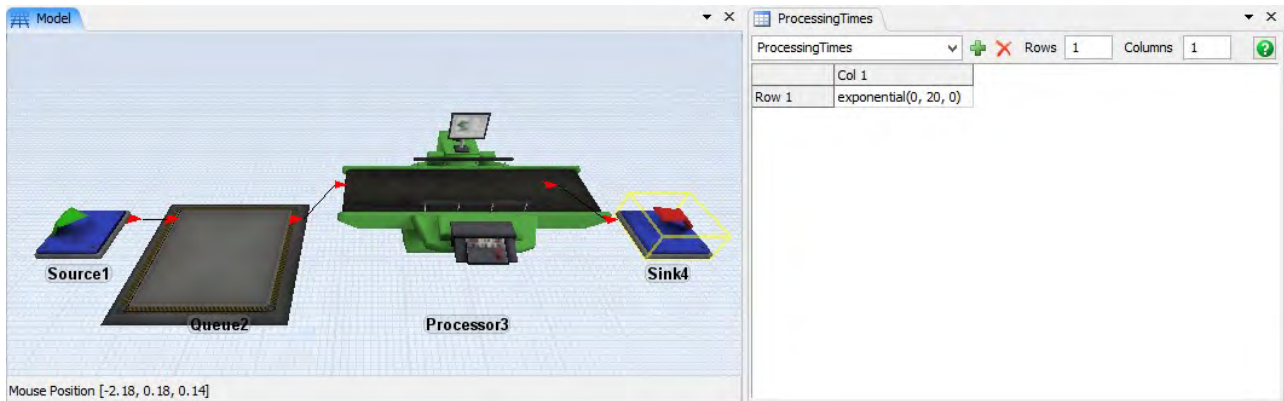 Model
ProcessingTimes
ProcessingTimes Rows 1 Columns 1
Col 1
Row 1 exponential(0, 20, 0)
Source1
Queue2
Processor3
Sink4
Mouse Position [-2.18, 0.18, 0.14]